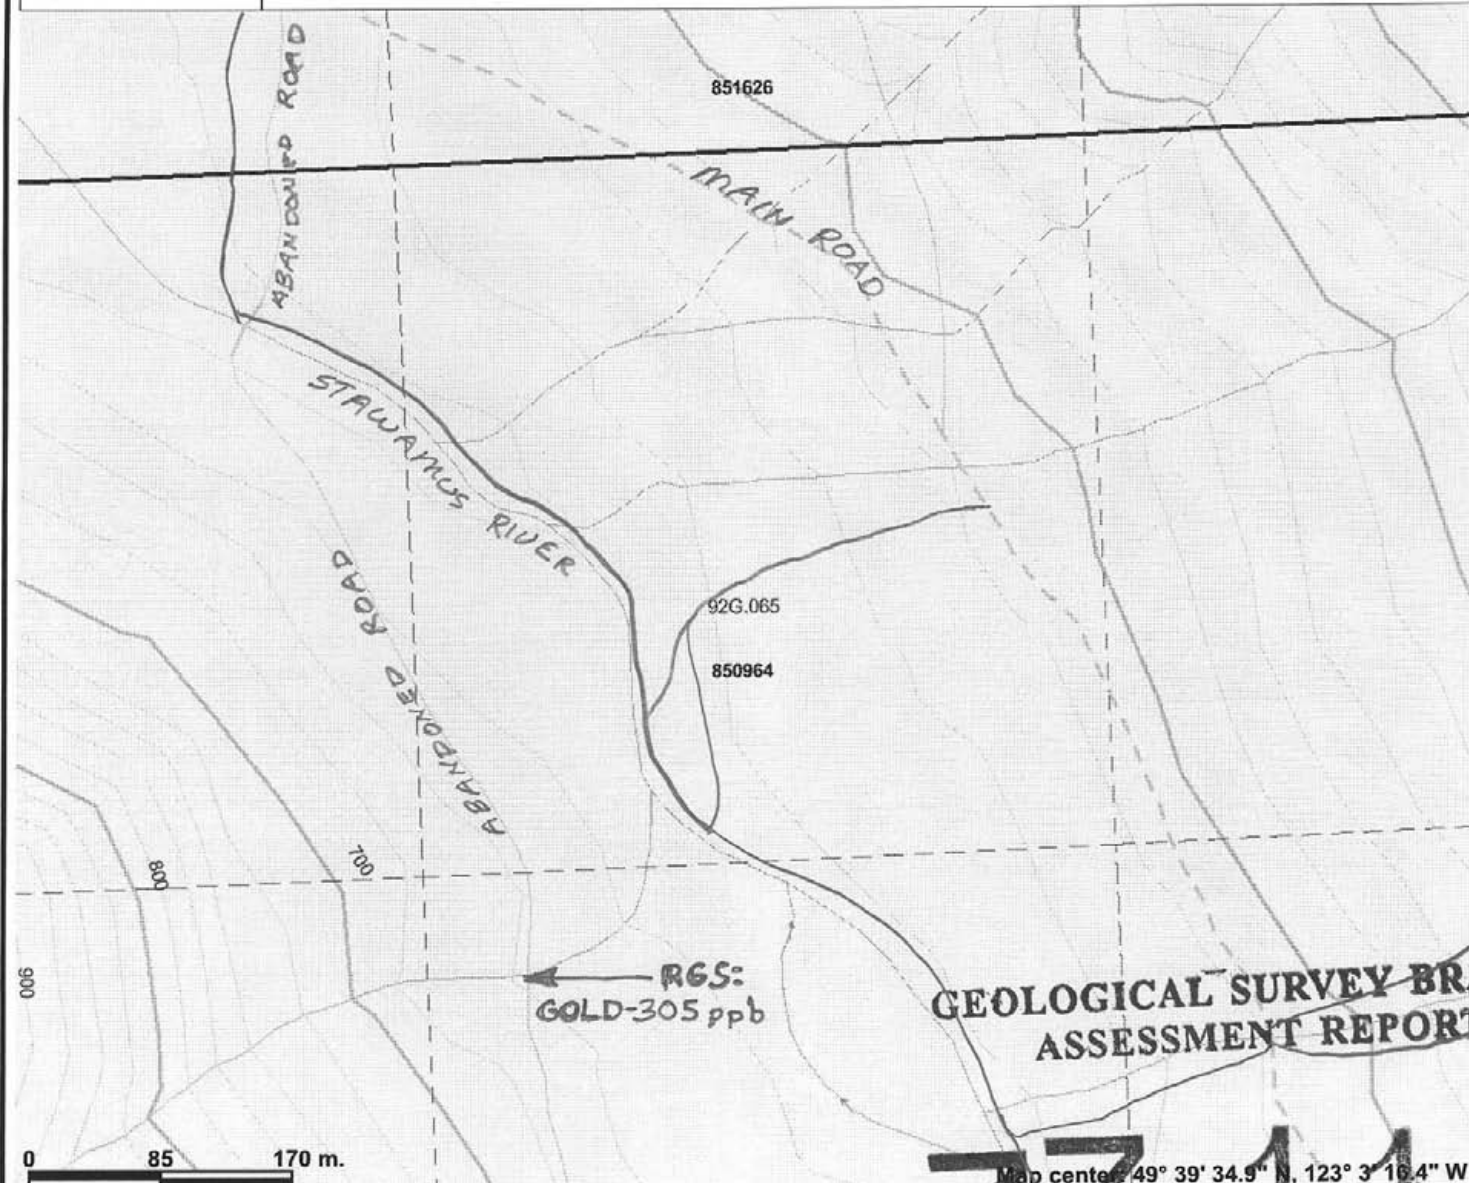 ABANDONED ROAD
851626
MAIN ROAD
STAWAMUS RIVER
ABANDONED ROAD
92G.065
850964
800
700
900
RGS:
GOLD-305 ppb
GEOLOGICAL SURVEY BR
ASSESSMENT REPORT
0 85 170 m.
Map center: 49° 39' 34.9" N, 123° 3' 16.4" W